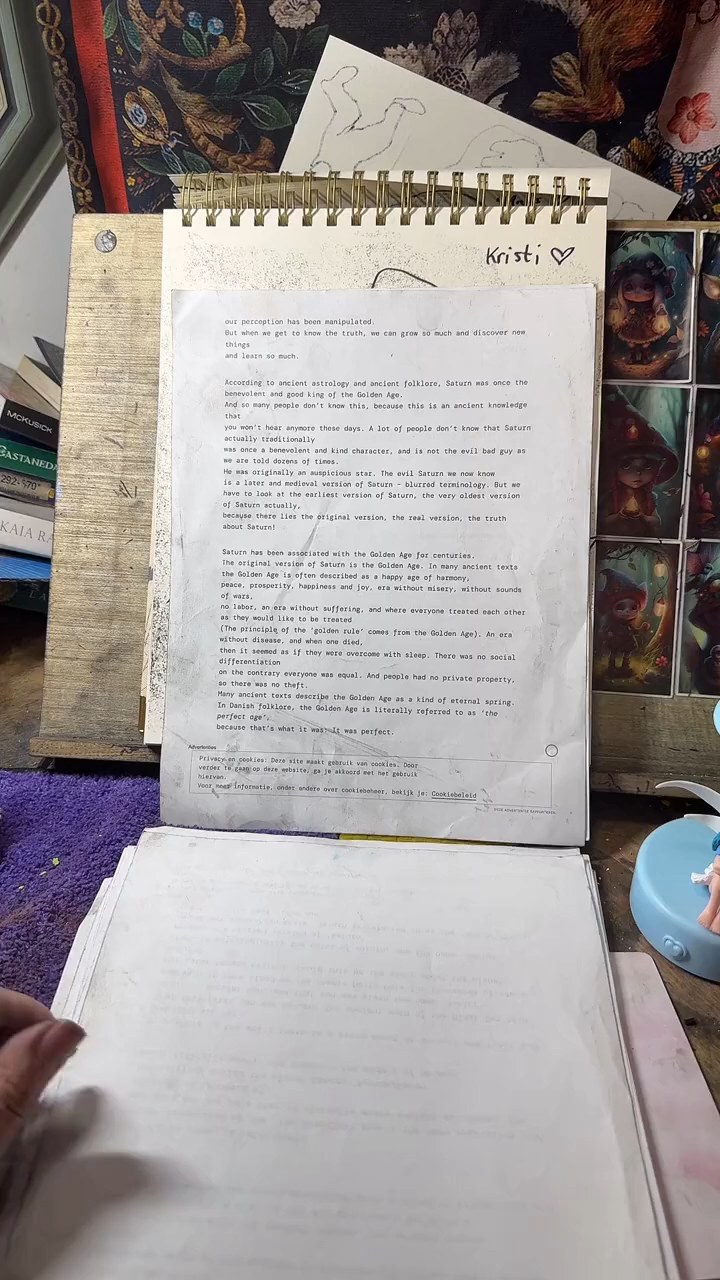 Kristi ♡
our perception has been manipulated.
But when we get to know the truth, we can grow so much and discover new
things
and learn so much.
According to ancient astrology and ancient folklore, Saturn was once the
benevolent and good king of the Golden Age.
And so many people don't know this, because this is an ancient knowledge
that
you won't hear anymore these days. A lot of people don't know that Saturn
actually traditionally
was once a benevolent and kind character, and is not the evil bad guy as
we are told dozens of times.
He was originally an auspicious star. The evil Saturn we now know
is a later and medieval version of Saturn - blurred terminology. But we
have to look at the earliest version of Saturn, the very oldest version
of Saturn actually,
because there lies the original version, the real version, the truth
about Saturn!
Saturn has been associated with the Golden Age for centuries.
The original version of Saturn is the Golden Age. In many ancient texts
the Golden Age is often described as a happy age of harmony,
peace, prosperity, happiness and joy, era without misery, without sounds
of wars,
no labor, an era without suffering, and where everyone treated each other
as they would like to be treated
(The principle of the 'golden rule' comes from the Golden Age). An era
without disease, and when one died,
then it seemed as if they were overcome with sleep. There was no social
differentiation
on the contrary everyone was equal. And people had no private property,
so there was no theft.
Many ancient texts describe the Golden Age as a kind of eternal spring.
In Danish folklore, the Golden Age is literally referred to as 'the
perfect age',
because that's what it was: It was perfect.
Advertenties
Privacy en cookies: Deze site maakt gebruik van cookies. Door
verder te gaan op deze website, ga je akkoord met het gebruik
hiervan.
Voor meer informatie, onder andere over cookiebeheer, bekijk je: Cookiebeleid
DEZE ADVERTENTIE RAPPORTEREN
MCKUSICK
CASTANEDA
292-$70
KAIA RA